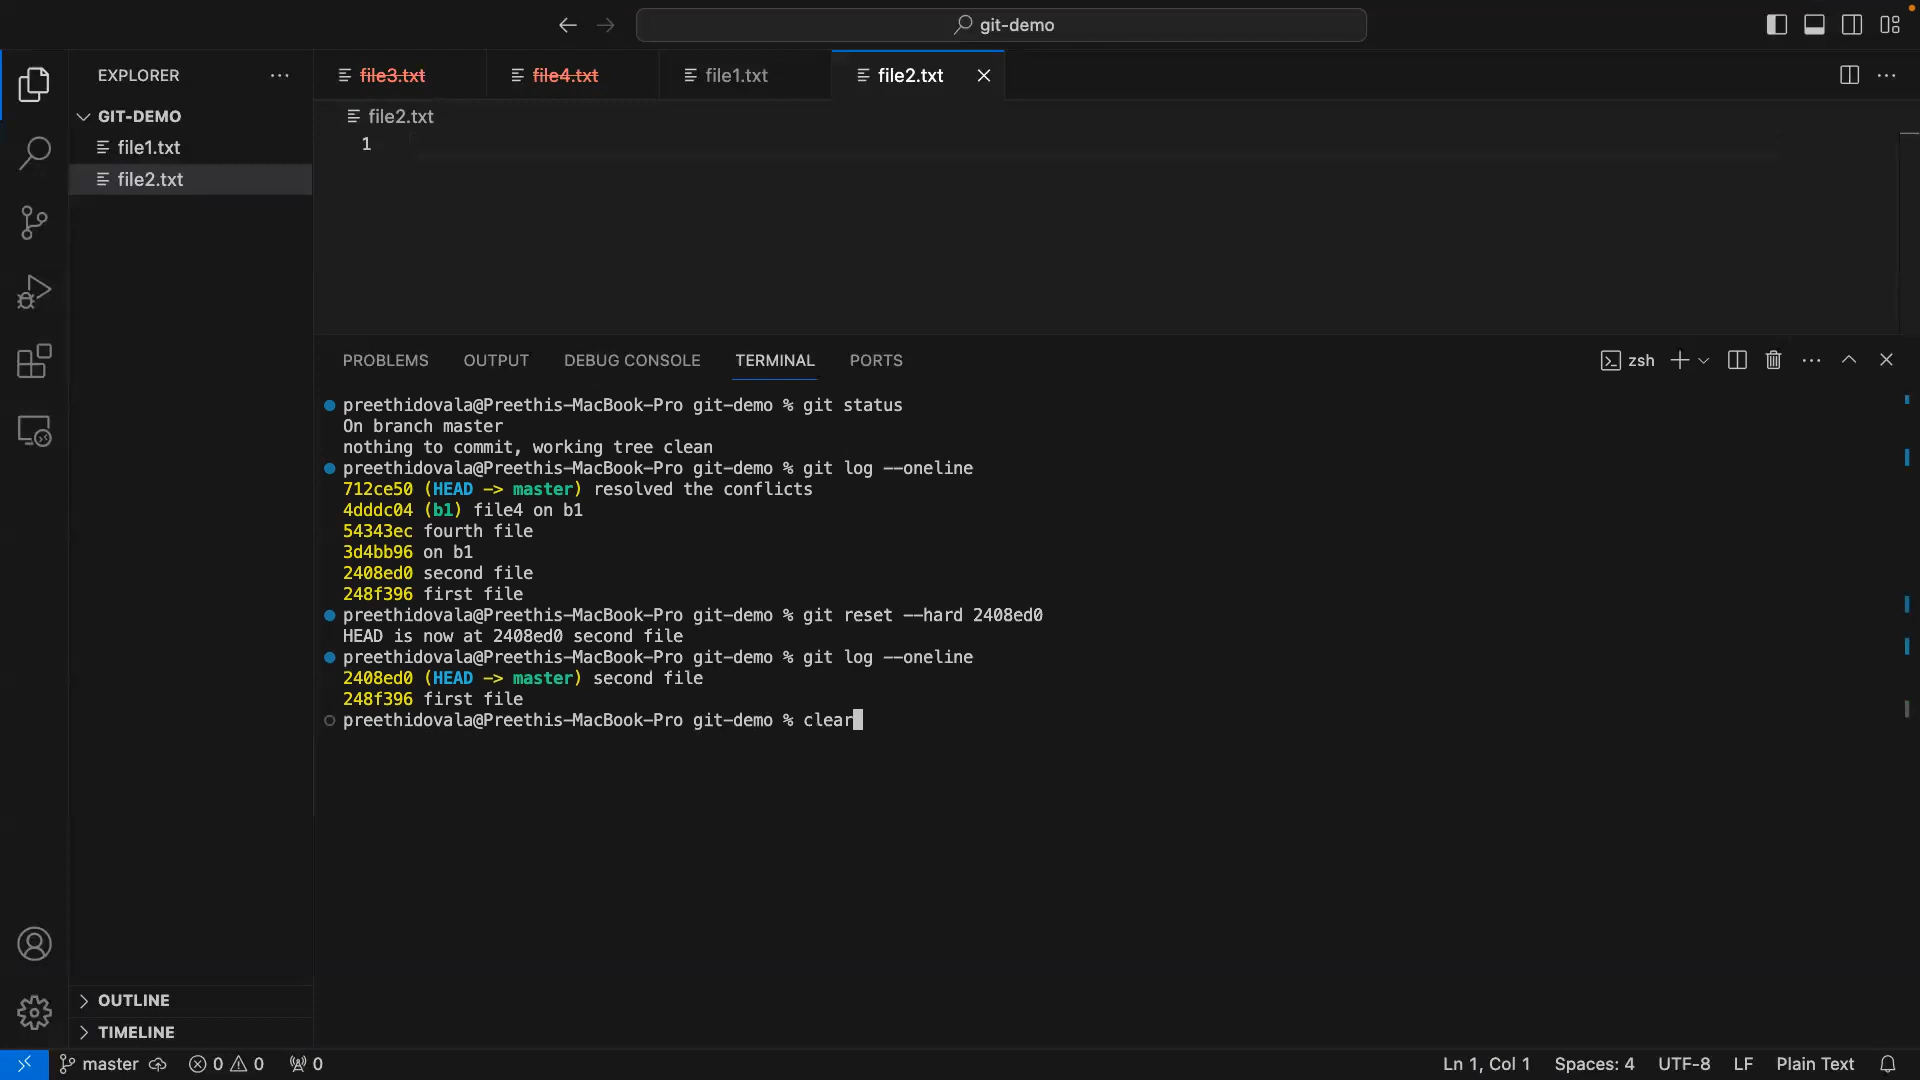 git-demo
EXPLORER
file3.txt
file4.txt
file1.txt
file2.txt
GIT-DEMO
file1.txt
file2.txt
file2.txt
1
PROBLEMS
OUTPUT
DEBUG CONSOLE
TERMINAL
PORTS
zsh
preethidovala@Preethis-MacBook-Pro git-demo % git status
On branch master
nothing to commit, working tree clean
preethidovala@Preethis-MacBook-Pro git-demo % git log --oneline
712ce50 (HEAD -> master) resolved the conflicts
4dddc04 (b1) file4 on b1
54343ec fourth file
3d4bb96 on b1
2408ed0 second file
248f396 first file
preethidovala@Preethis-MacBook-Pro git-demo % git reset --hard 2408ed0
HEAD is now at 2408ed0 second file
preethidovala@Preethis-MacBook-Pro git-demo % git log --oneline
2408ed0 (HEAD -> master) second file
248f396 first file
preethidovala@Preethis-MacBook-Pro git-demo % clear
OUTLINE
TIMELINE
master
0
0
0
Ln 1, Col 1
Spaces: 4
UTF-8
LF
Plain Text